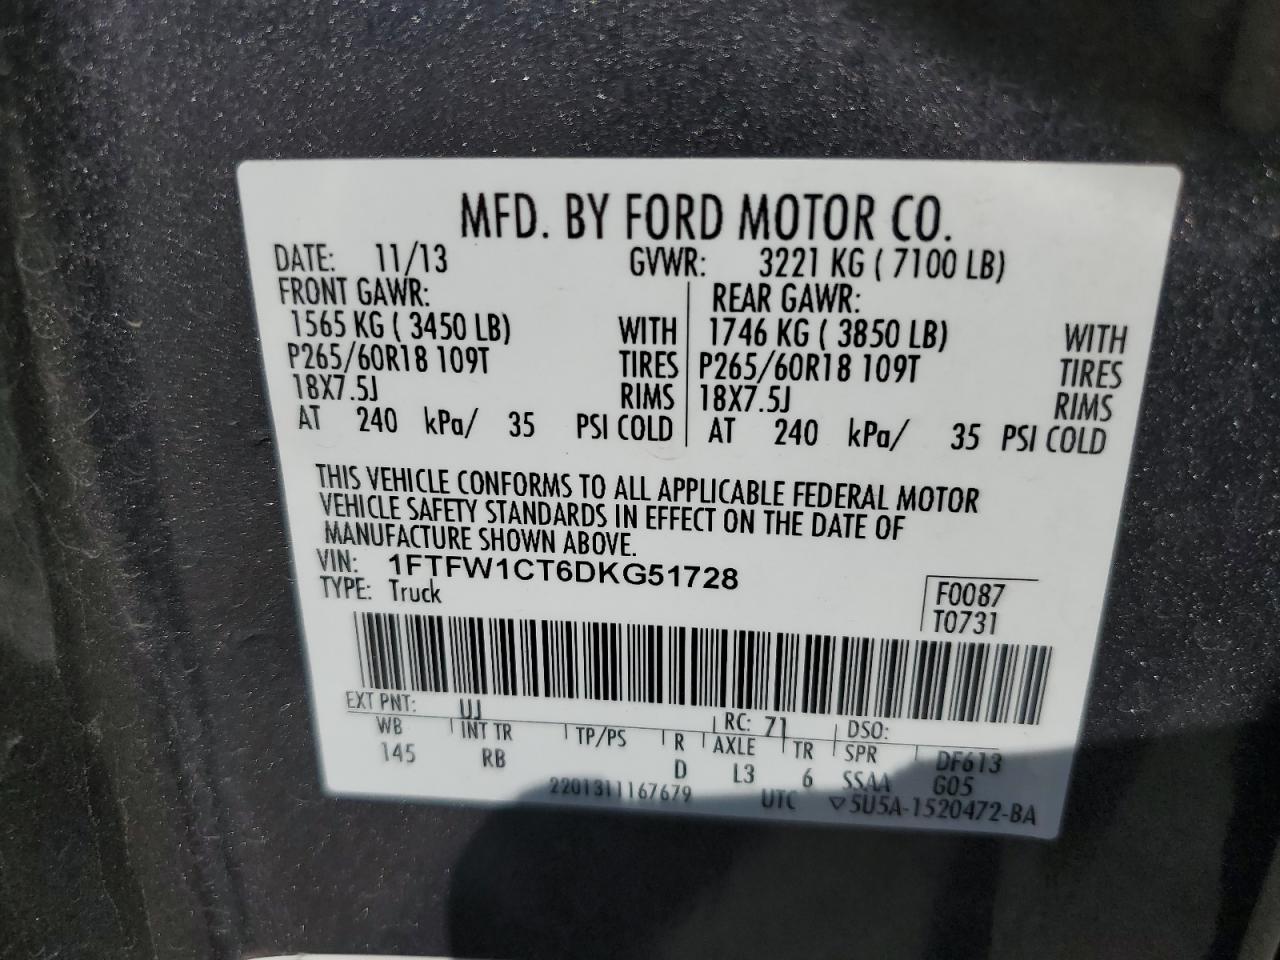 MFD. BY FORD MOTOR CO.
DATE: 11/13 GVWR: 3221 KG ( 7100 LB)
FRONT GAWR: REAR GAWR:
1565 KG ( 3450 LB) WITH 1746 KG ( 3850 LB) WITH
P265/60R18 109T TIRES P265/60R18 109T TIRES
18X7.5J RIMS 18X7.5J RIMS
AT 240 kPa/ 35 PSI COLD AT 240 kPa/ 35 PSI COLD
THIS VEHICLE CONFORMS TO ALL APPLICABLE FEDERAL MOTOR
VEHICLE SAFETY STANDARDS IN EFFECT ON THE DATE OF
MANUFACTURE SHOWN ABOVE.
VIN: 1FTFW1CT6DKG51728
TYPE: Truck
F0087
T0731
EXT PNT: UJ RC: 71 DSO:
WB INT TR TP/PS R AXLE TR SPR DF613
145 RB D L3 6 SSAA G05
2201311167679 UTC ▽5U5A-1520472-BA